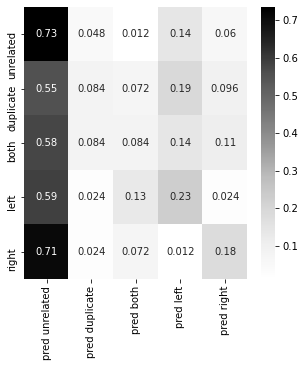 unrelated 0.73 0.048 0.012 0.14 0.06
duplicate 0.55 0.084 0.072 0.19 0.096
both 0.58 0.084 0.084 0.14 0.11
left 0.59 0.024 0.13 0.23 0.024
right 0.71 0.024 0.072 0.012 0.18
pred unrelated
pred duplicate
pred both
pred left
pred right
0.7
0.6
0.5
0.4
0.3
0.2
0.1